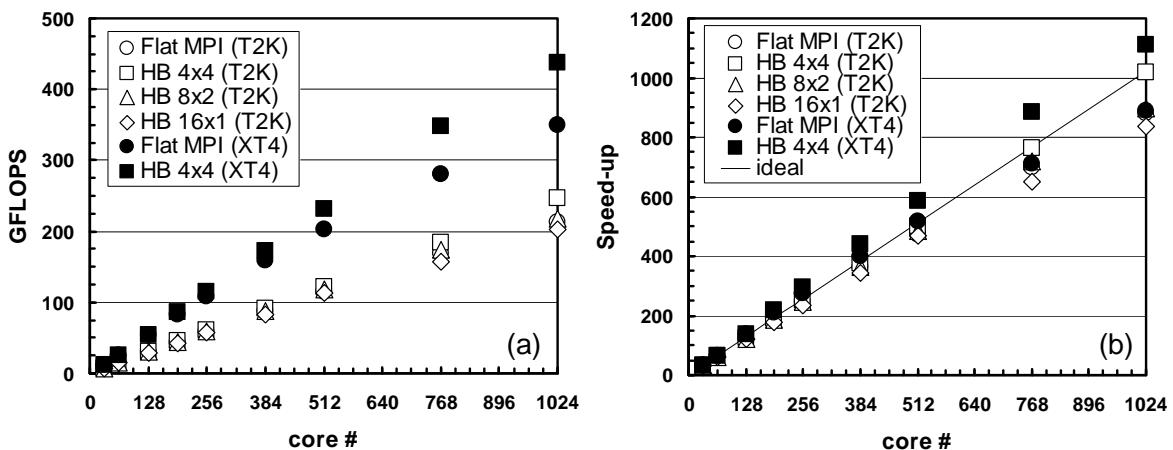 500
400
300
200
100
0
GFLOPS
Flat MPI (T2K)
HB 4x4 (T2K)
HB 8x2 (T2K)
HB 16x1 (T2K)
Flat MPI (XT4)
HB 4x4 (XT4)
(a)
0 128 256 384 512 640 768 896 1024
core #
1200
1000
800
600
400
200
0
Speed-up
Flat MPI (T2K)
HB 4x4 (T2K)
HB 8x2 (T2K)
HB 16x1 (T2K)
Flat MPI (XT4)
HB 4x4 (XT4)
ideal
(b)
0 128 256 384 512 640 768 896 1024
core #